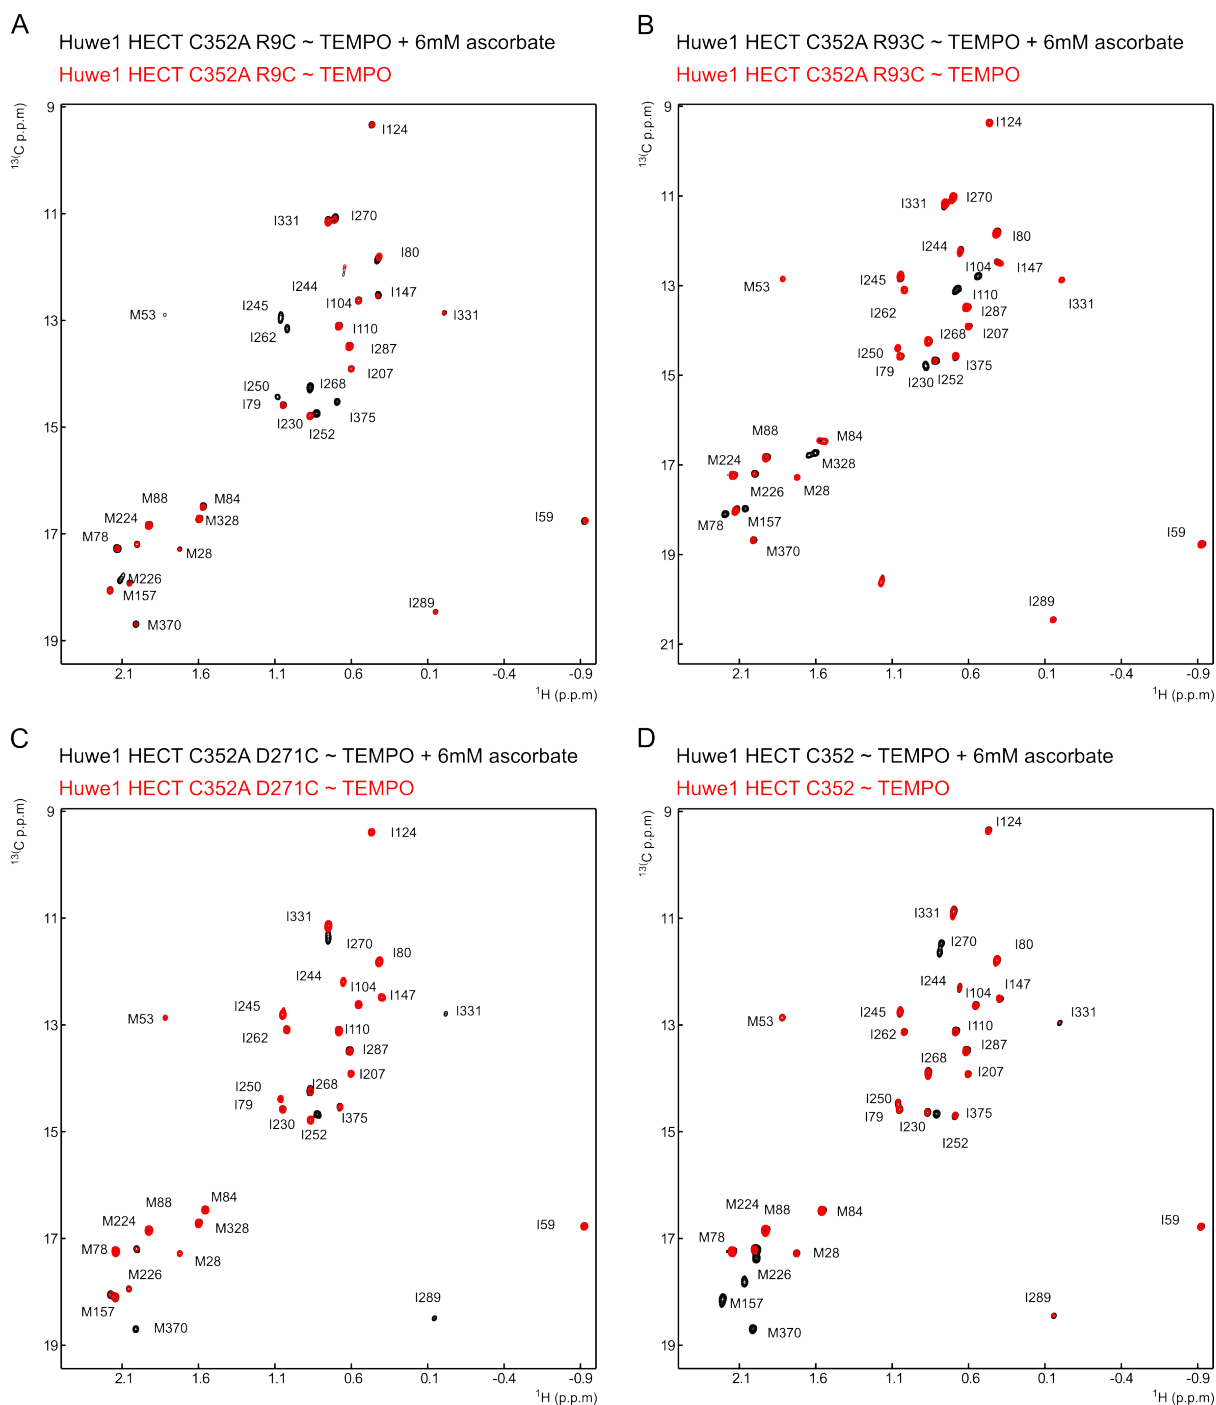 A
Huwe1 HECT C352A R9C ~ TEMPO + 6mM ascorbate
Huwe1 HECT C352A R9C ~ TEMPO
13(C p.p.m)
9
11
13
15
17
19
I124
I331
I270
I80
I244
I104
I147
I245
M53
I262
I110
I331
I287
I250
I268
I207
I79
I230
I375
I252
M88
M84
M224
M328
I59
M78
M28
M226
M157
I289
M370
2.1
1.6
1.1
0.6
0.1
-0.4
-0.9
1H (p.p.m)
B
Huwe1 HECT C352A R93C ~ TEMPO + 6mM ascorbate
Huwe1 HECT C352A R93C ~ TEMPO
13(C p.p.m)
9
11
13
15
17
19
21
I124
I270
I331
I80
I244
I104
I147
I245
M53
I110
I331
I262
I287
I268
I207
I250
I79
I375
I230
I252
M88
M84
M224
M328
M226
M28
M78
M157
M370
I59
I289
2.1
1.6
1.1
0.6
0.1
-0.4
-0.9
1H (p.p.m)
C
Huwe1 HECT C352A D271C ~ TEMPO + 6mM ascorbate
Huwe1 HECT C352A D271C ~ TEMPO
13(C p.p.m)
9
11
13
15
17
19
I124
I331
I270
I80
I244
I104
I147
I245
I331
M53
I262
I110
I287
I250
I268
I207
I79
I230
I375
I252
M88
M84
M224
M328
I59
M78
M28
M226
M157
I289
M370
2.1
1.6
1.1
0.6
0.1
-0.4
-0.9
1H (p.p.m)
D
Huwe1 HECT C352 ~ TEMPO + 6mM ascorbate
Huwe1 HECT C352 ~ TEMPO
13(C p.p.m)
9
11
13
15
17
19
I124
I331
I270
I80
I244
I104
I147
I245
I331
M53
I262
I110
I287
I268
I207
I250
I79
I230
I375
I252
M224
M88
M84
I59
M78
M28
M226
M157
I289
M370
2.1
1.6
1.1
0.6
0.1
-0.4
-0.9
1H (p.p.m)